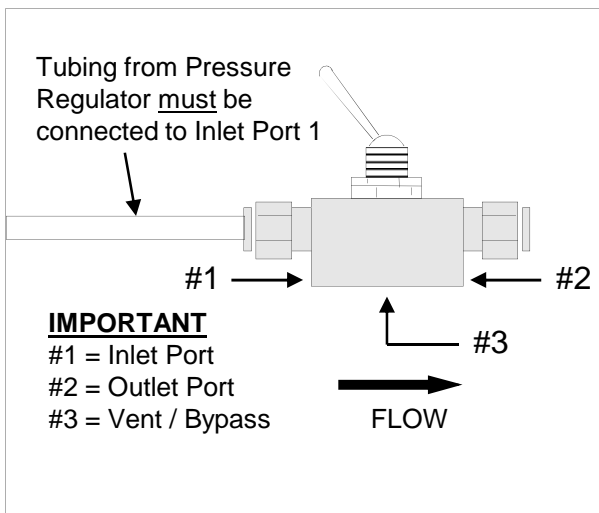 Tubing from Pressure
Regulator must be
connected to Inlet Port 1
#1
#2
#3
IMPORTANT
#1 = Inlet Port
#2 = Outlet Port
#3 = Vent / Bypass
FLOW